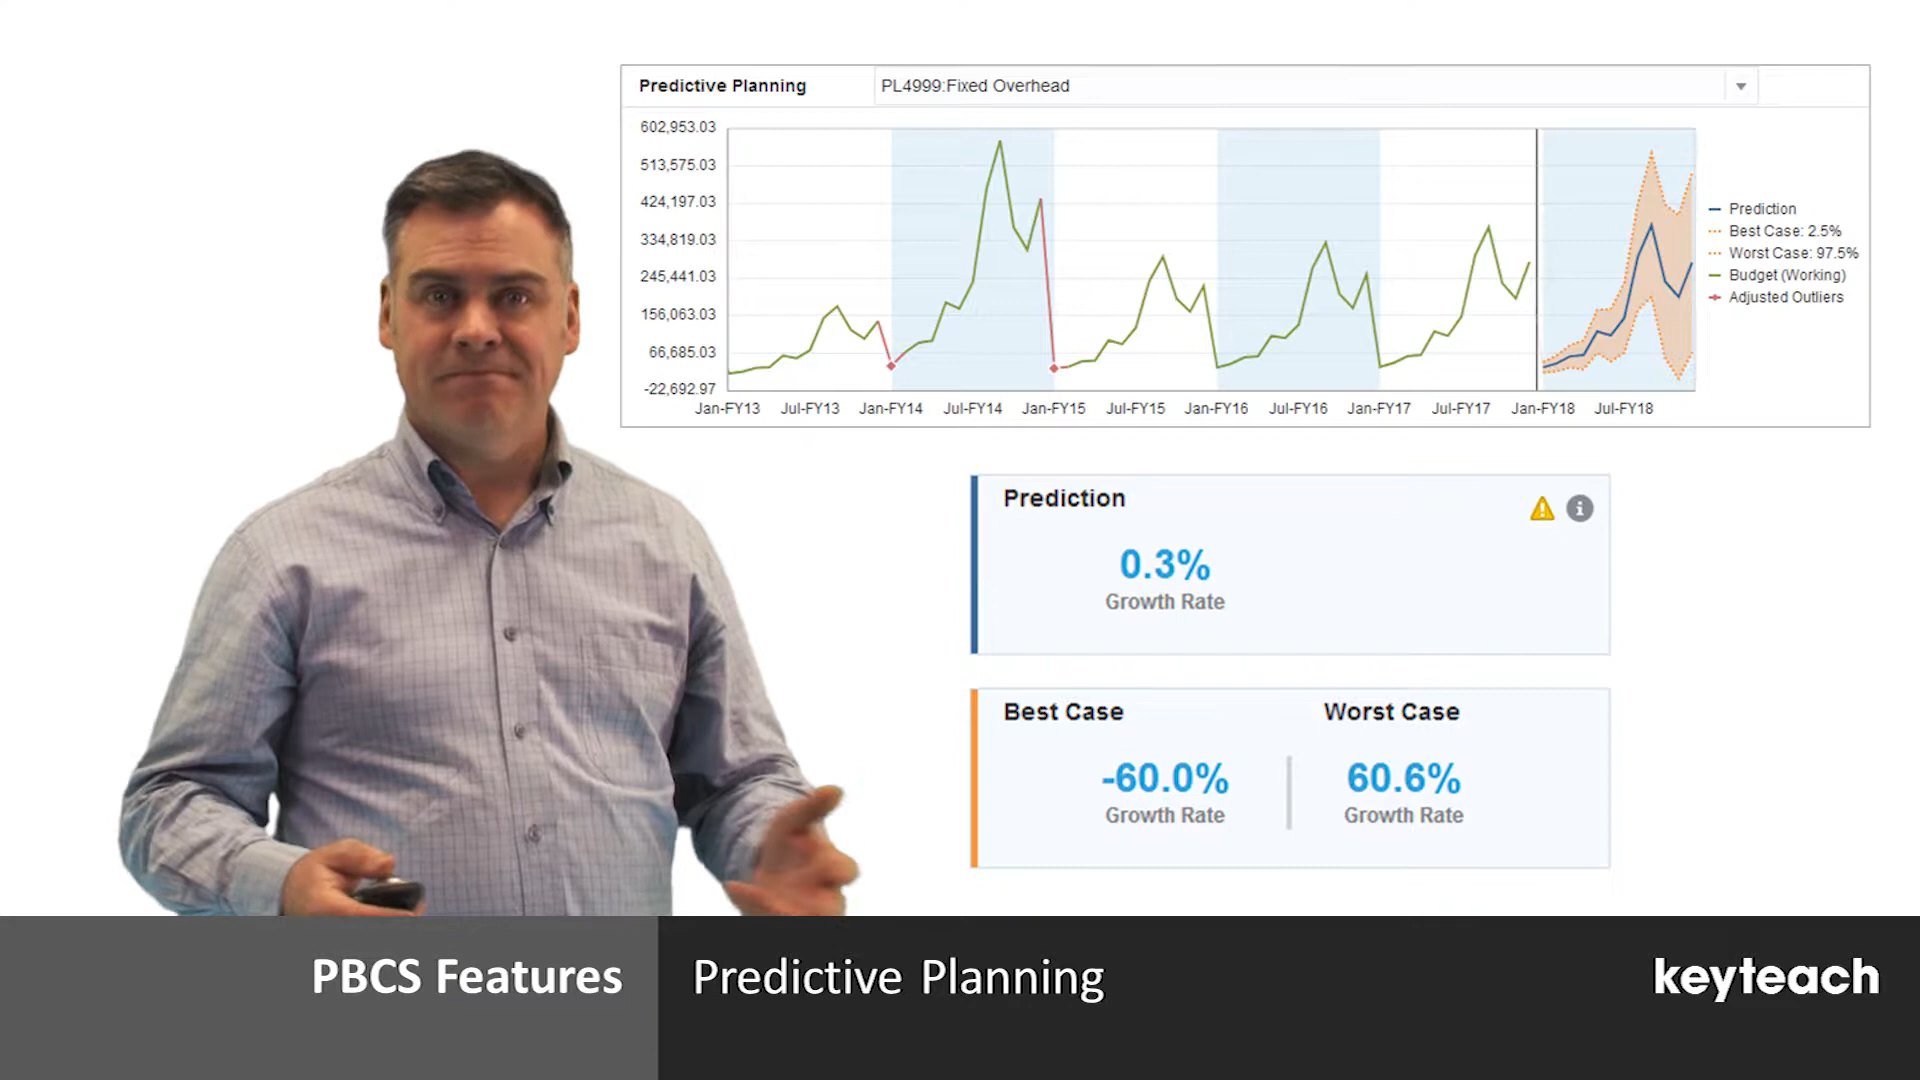 Predictive Planning PL4999:Fixed Overhead
602,953.03
513,575.03
424,197.03
334,819.03
245,441.03
156,063.03
66,685.03
-22,692.97
Jan-FY13 Jul-FY13 Jan-FY14 Jul-FY14 Jan-FY15 Jul-FY15 Jan-FY16 Jul-FY16 Jan-FY17 Jul-FY17 Jan-FY18 Jul-FY18
Prediction
Best Case: 2.5%
Worst Case: 97.5%
Budget (Working)
Adjusted Outliers
Prediction
0.3%
Growth Rate
Best Case Worst Case
-60.0% 60.6%
Growth Rate Growth Rate
PBCS Features Predictive Planning keyteach